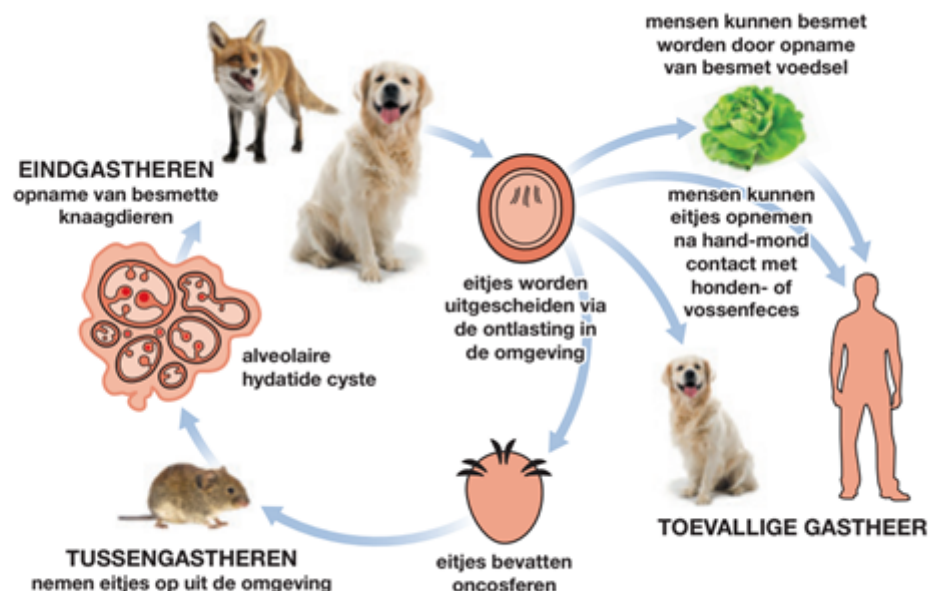 mensen kunnen besmet
worden door opname
van besmet voedsel
EINDGASTHEREN
opname van besmette
knaagdieren
mensen kunnen
eitjes opnemen
na hand-mond
contact met
honden- of
vossenfeces
eitjes worden
uitgescheiden via
de ontlasting in
de omgeving
alveolaire
hydatide cyste
TOEVALLIGE GASTHEER
TUSSENGASTHEREN
nemen eitjes op uit de omgeving
eitjes bevatten
oncosferen